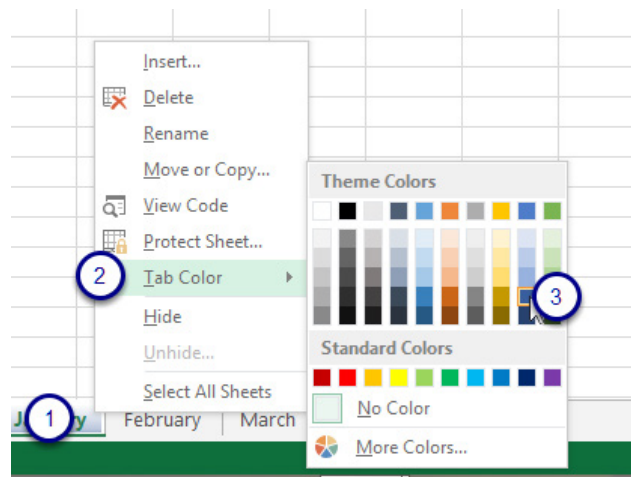 Insert...
Delete
Rename
Move or Copy...
View Code
Protect Sheet...
2 Tab Color
Hide
Unhide...
Select All Sheets
Theme Colors
3
Standard Colors
No Color
More Colors...
1 February March